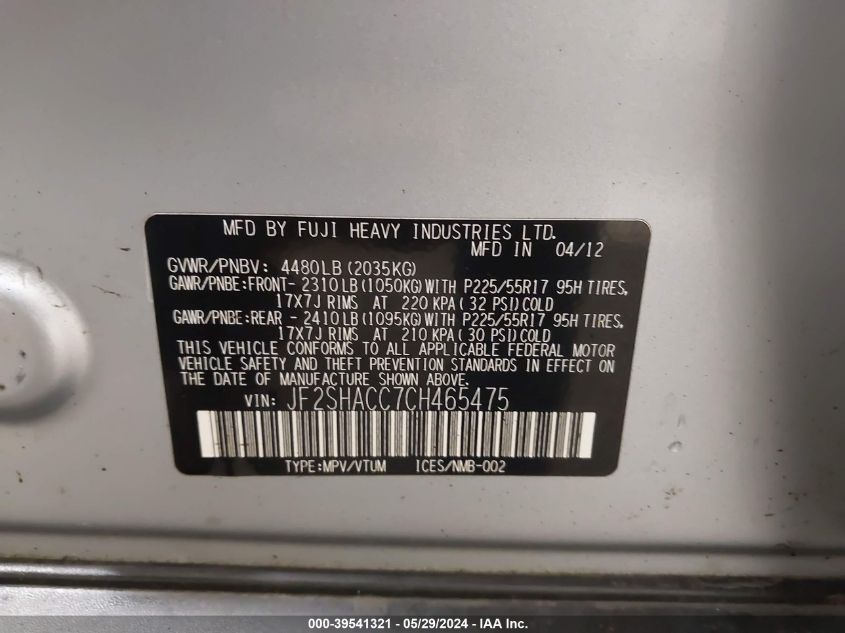 MFD BY FUJI HEAVY INDUSTRIES LTD.
MFD IN 04/12
GVWR/PNBV: 4480LB(2035KG)
GAWR/PNBE:FRONT- 2310LB(1050KG)WITH P225/55R17 95H TIRES,
17X7J RIMS AT 220 KPA(32 PSI)COLD
GAWR/PNBE:REAR - 2410LB(1095KG)WITH P225/55R17 95H TIRES,
17X7J RIMS AT 210 KPA(30 PSI)COLD
THIS VEHICLE CONFORMS TO ALL APPLICABLE FEDERAL MOTOR
VEHICLE SAFETY AND THEFT PREVENTION STANDARDS IN EFFECT ON
THE DATE OF MANUFACTURE SHOWN ABOVE.
VIN: JF2SHACC7CH465475
TYPE:MPV/VTUM ICES/NMB-002
000-39541321 - 05/29/2024 - IAA Inc.